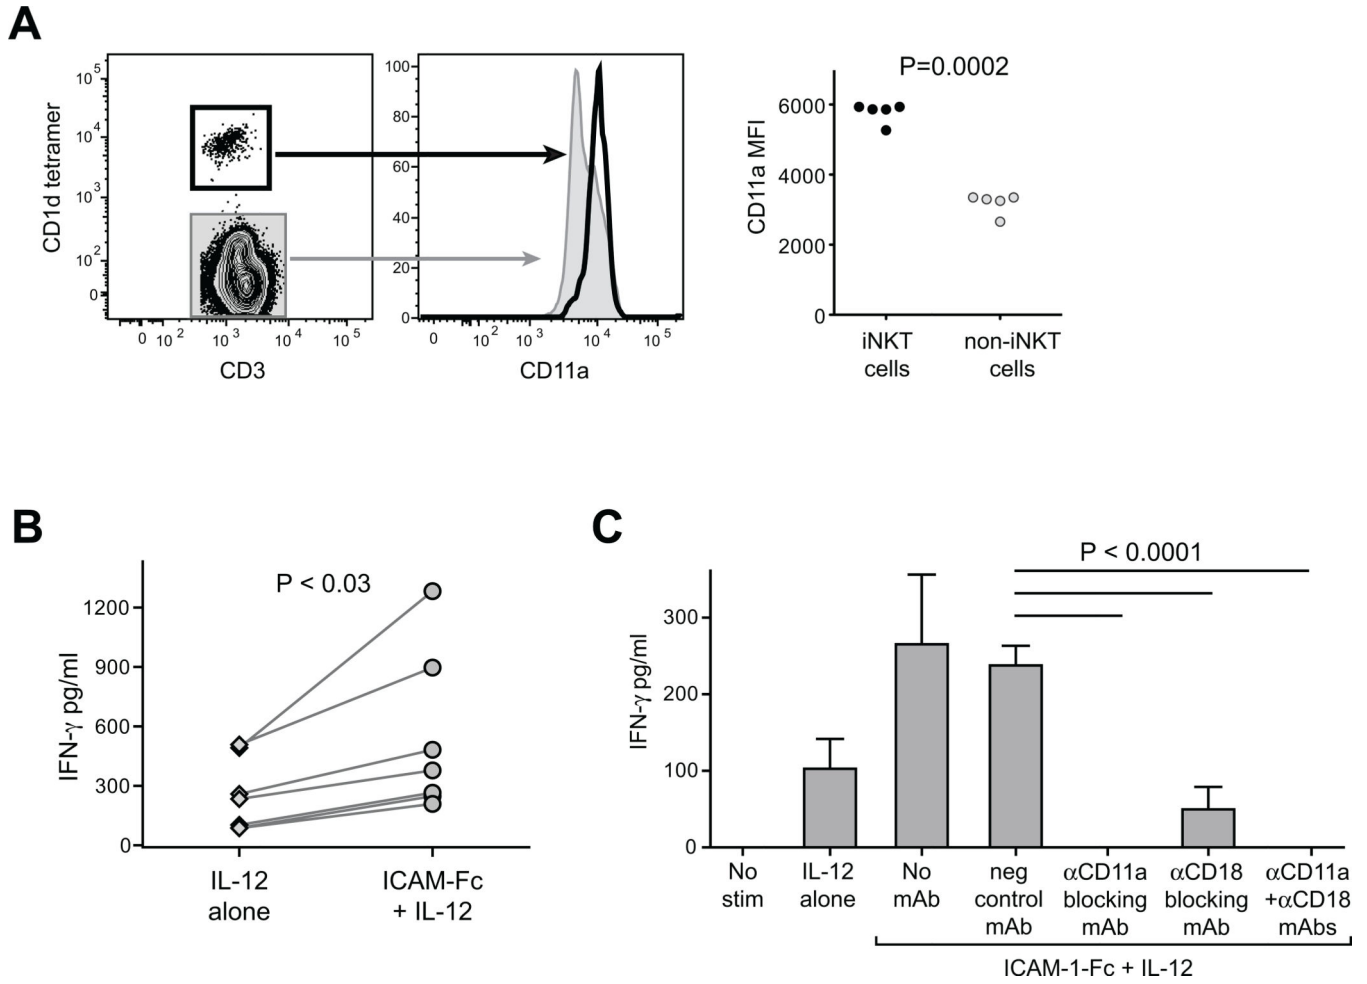 A
CD1d tetramer
10^5
10^4
10^3
10^2
0
0 10^2 10^3 10^4 10^5
CD3
100
80
60
40
20
0
0 10^2 10^3 10^4 10^5
CD11a
P=0.0002
CD11a MFI
6000
4000
2000
0
iNKT
cells
non-iNKT
cells
B
P < 0.03
IFN-γ pg/ml
1200
900
600
300
0
IL-12
alone
ICAM-Fc
+ IL-12
C
P < 0.0001
IFN-γ pg/ml
300
200
100
0
No
stim
IL-12
alone
No
mAb
neg
control
mAb
αCD11a
blocking
mAb
αCD18
blocking
mAb
αCD11a
+αCD18
mAbs
ICAM-1-Fc + IL-12